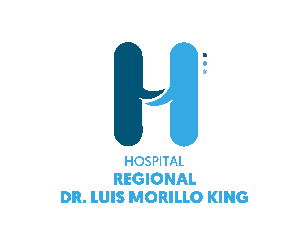 HOSPITAL
REGIONAL
DR. LUIS MORILLO KING